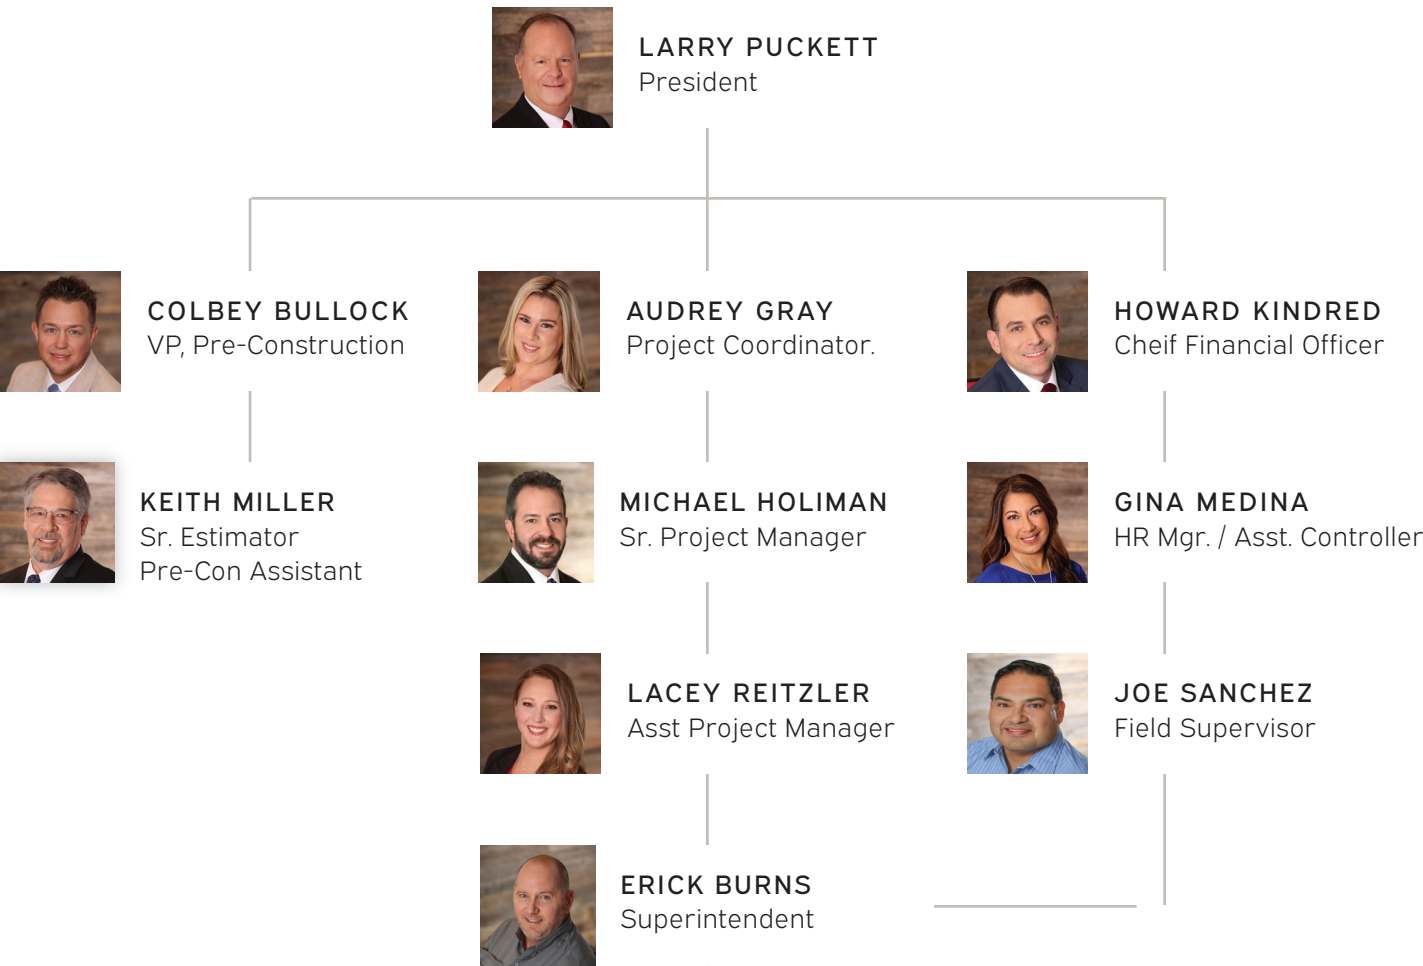 LARRY PUCKETT
President
COLBEY BULLOCK
VP, Pre-Construction
AUDREY GRAY
Project Coordinator.
HOWARD KINDRED
Cheif Financial Officer
KEITH MILLER
Sr. Estimator
Pre-Con Assistant
MICHAEL HOLIMAN
Sr. Project Manager
GINA MEDINA
HR Mgr. / Asst. Controller
LACEY REITZLER
Asst Project Manager
JOE SANCHEZ
Field Supervisor
ERICK BURNS
Superintendent